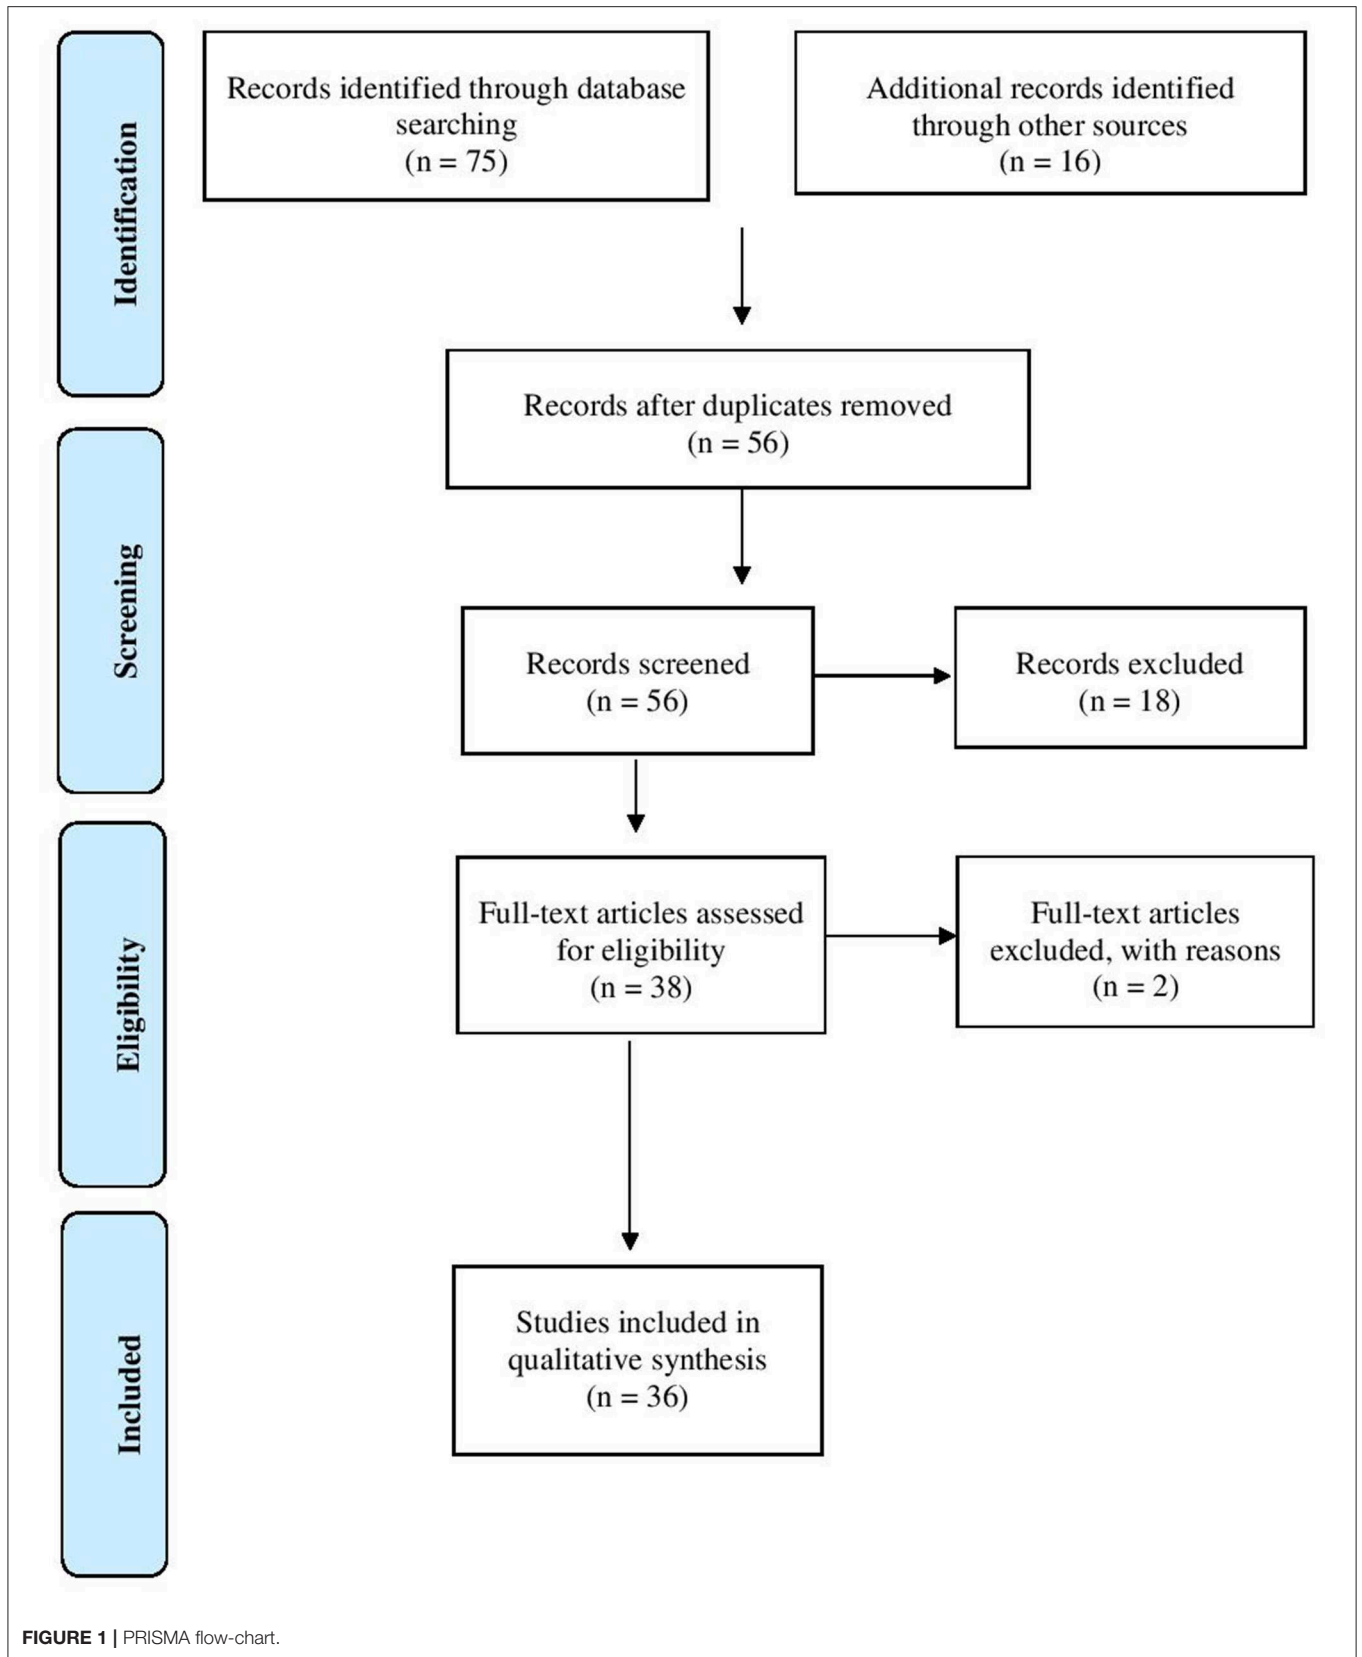 Identification
Records identified through database
searching
(n = 75)
Additional records identified
through other sources
(n = 16)
Records after duplicates removed
(n = 56)
Screening
Records screened
(n = 56)
Records excluded
(n = 18)
Eligibility
Full-text articles assessed
for eligibility
(n = 38)
Full-text articles
excluded, with reasons
(n = 2)
Included
Studies included in
qualitative synthesis
(n = 36)
FIGURE 1 | PRISMA flow-chart.